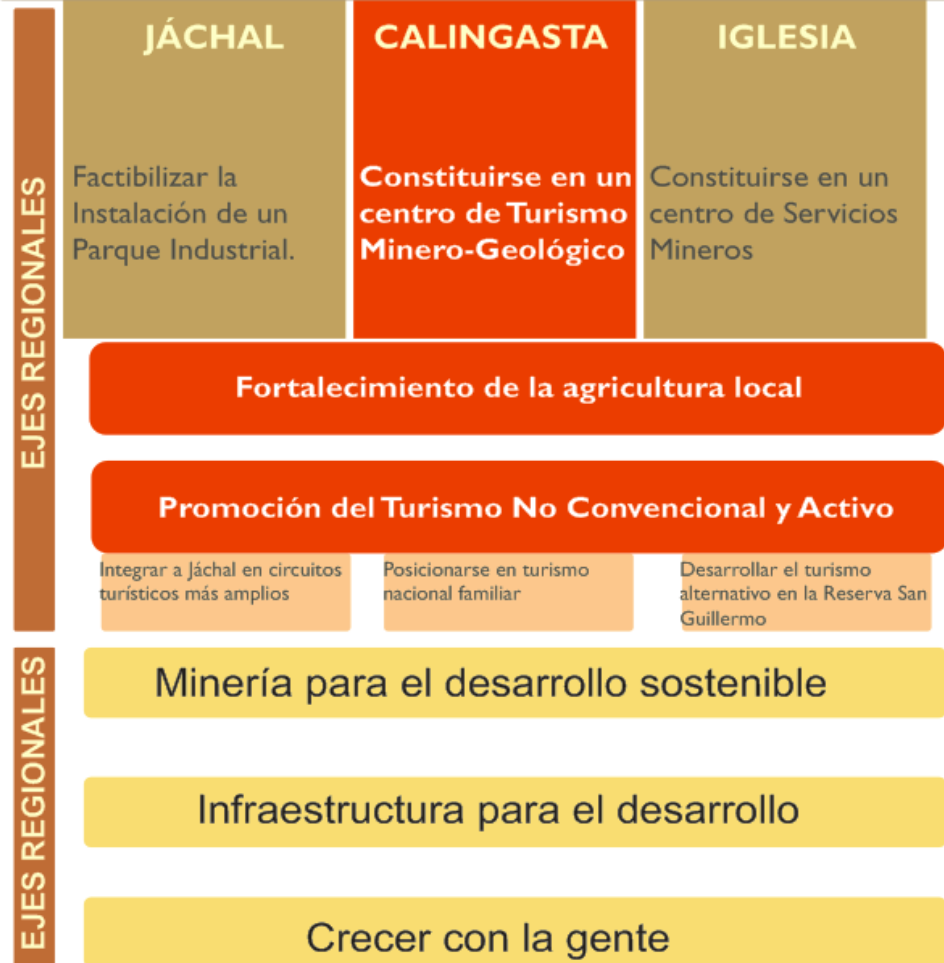 EJES REGIONALES
JÁCHAL
Factibilizar la
Instalación de un
Parque Industrial.
CALINGASTA
Constituirse en un
centro de Turismo
Minero-Geológico
IGLESIA
Constituirse en un
centro de Servicios
Mineros
Fortalecimiento de la agricultura local
Promoción del Turismo No Convencional y Activo
Integrar a Jáchal en circuitos
turísticos más amplios
Posicionarse en turismo
nacional familiar
Desarrollar el turismo
alternativo en la Reserva San
Guillermo
EJES REGIONALES
Minería para el desarrollo sostenible
Infraestructura para el desarrollo
Crecer con la gente